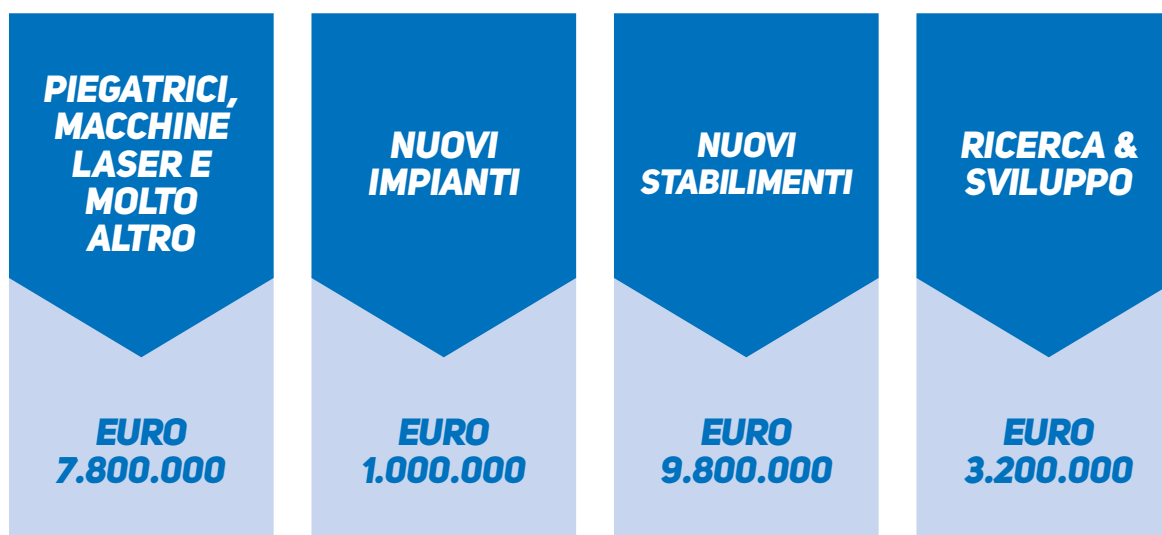 PIEGATRICI,
MACCHINE
LASER E
MOLTO
ALTRO
EURO
7.800.000
NUOVI
IMPIANTI
EURO
1.000.000
NUOVI
STABILIMENTI
EURO
9.800.000
RICERCA &
SVILUPPO
EURO
3.200.000